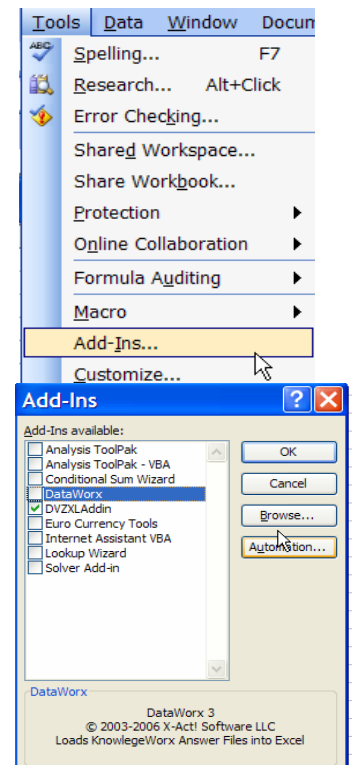 Tools Data Window Docum
ABC Spelling... F7
Research... Alt+Click
Error Checking...
Shared Workspace...
Share Workbook...
Protection
Online Collaboration
Formula Auditing
Macro
Add-Ins...
Customize...
Add-Ins
Add-Ins available:
Analysis ToolPak
Analysis ToolPak - VBA
Conditional Sum Wizard
DataWorx
DVZXLAddin
Euro Currency Tools
Internet Assistant VBA
Lookup Wizard
Solver Add-in
OK
Cancel
Browse...
Automation...
DataWorx
DataWorx 3
© 2003-2006 X-Act! Software LLC
Loads KnowlegeWorx Answer Files into Excel